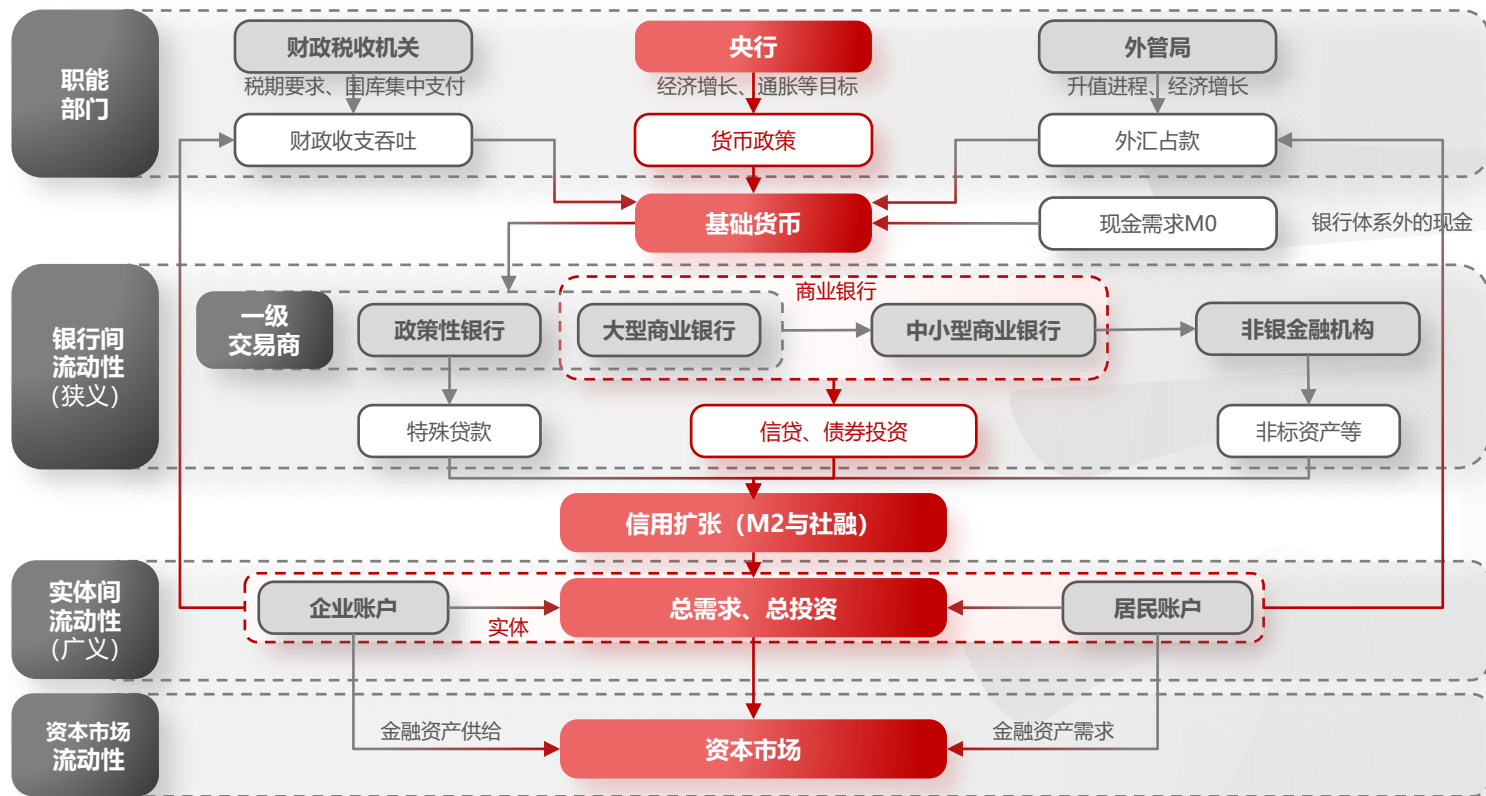 职能
部门
财政税收机关
央行
外管局
税期要求、国库集中支付
经济增长、通胀等目标
升值进程、经济增长
财政收支吞吐
货币政策
外汇占款
基础货币
现金需求M0
银行体系外的现金
银行间
流动性
(狭义)
一级
交易商
商业银行
政策性银行
大型商业银行
中小型商业银行
非银金融机构
特殊贷款
信贷、债券投资
非标资产等
信用扩张（M2与社融）
实体间
流动性
(广义)
企业账户
总需求、总投资
居民账户
实体
资本市场
流动性
金融资产供给
资本市场
金融资产需求